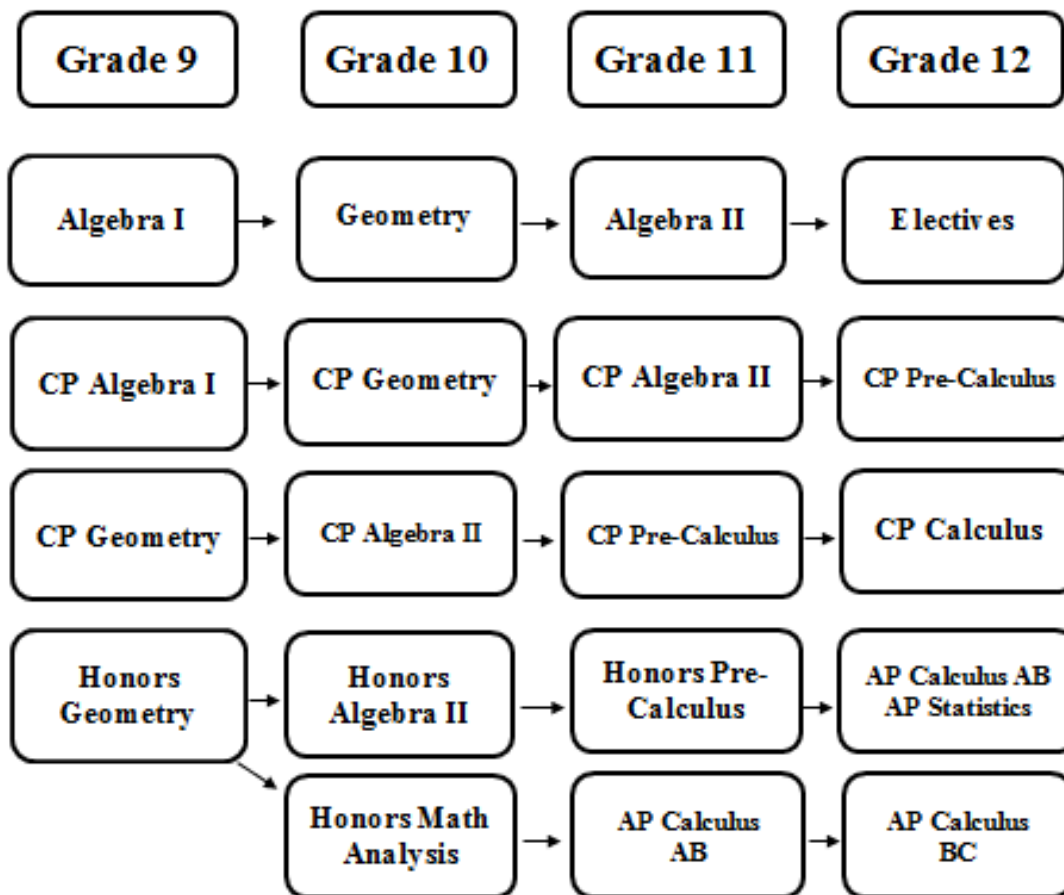 Grade 9
Grade 10
Grade 11
Grade 12
Algebra I
Geometry
Algebra II
Electives
CP Algebra I
CP Geometry
CP Algebra II
CP Pre-Calculus
CP Geometry
CP Algebra II
CP Pre-Calculus
CP Calculus
Honors
Geometry
Honors
Algebra II
Honors Pre-
Calculus
AP Calculus AB
AP Statistics
Honors Math
Analysis
AP Calculus
AB
AP Calculus
BC